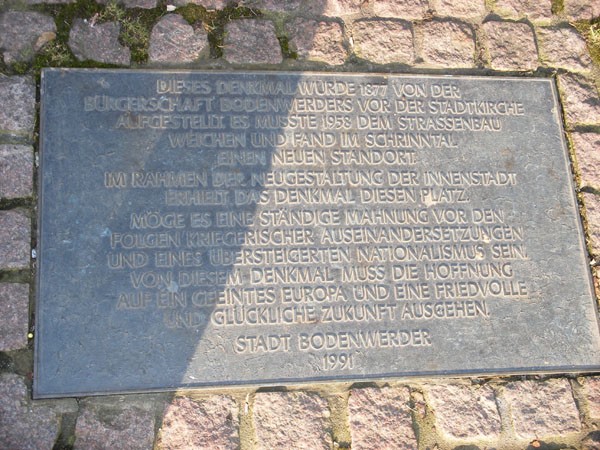 DIESES DENKMAL WURDE 1877 VON DER
BÜRGERSCHAFT BODENWERDERS VOR DER STADTKIRCHE
AUFGESTELLT. ES MUSSTE 1958 DEM STRASSENBAU
WEICHEN UND FAND IM SCHRINNTAL
EINEN NEUEN STANDORT.
IM RAHMEN DER NEUGESTALTUNG DER INNENSTADT
ERHIELT DAS DENKMAL DIESEN PLATZ.
MÖGE ES EINE STÄNDIGE MAHNUNG VOR DEN
FOLGEN KRIEGERISCHER AUSEINANDERSETZUNGEN
UND EINES ÜBERSTEIGERTEN NATIONALISMUS SEIN.
VON DIESEM DENKMAL MUSS DIE HOFFNUNG
AUF EIN GEEINTES EUROPA UND EINE FRIEDVOLLE
UND GLÜCKLICHE ZUKUNFT AUSGEHEN.
STADT BODENWERDER
1991